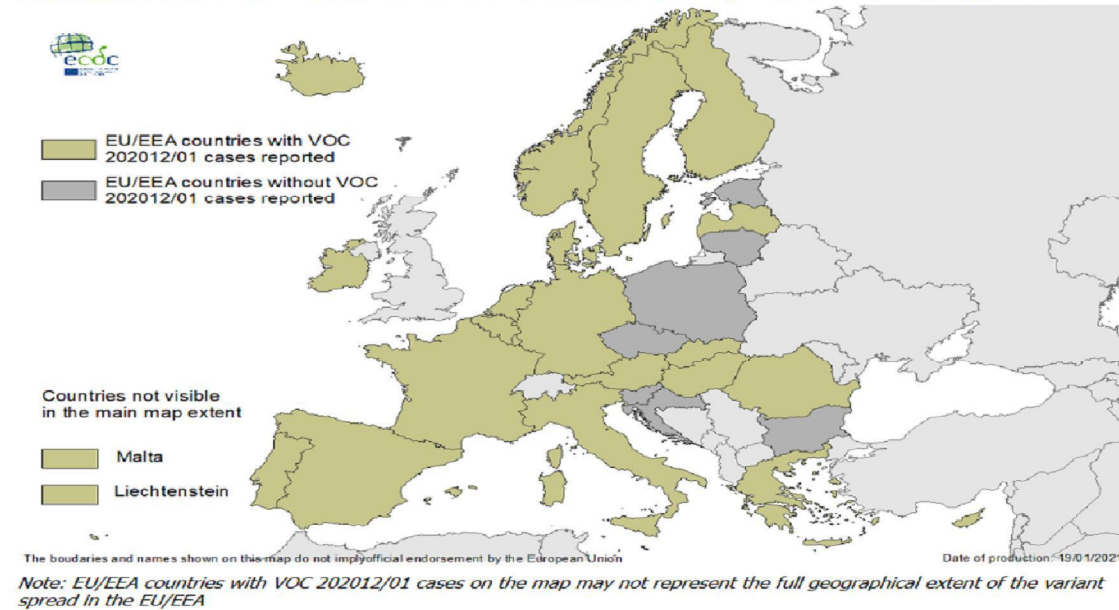 ecdc
EU/EEA countries with VOC
202012/01 cases reported
EU/EEA countries without VOC
202012/01 cases reported
Countries not visible
in the main map extent
Malta
Liechtenstein
The boudaries and names shown on this map do not implyofficial endorsement by the European Union
Date of production: 19/01/2021
Note: EU/EEA countries with VOC 202012/01 cases on the map may not represent the full geographical extent of the variant
spread in the EU/EEA